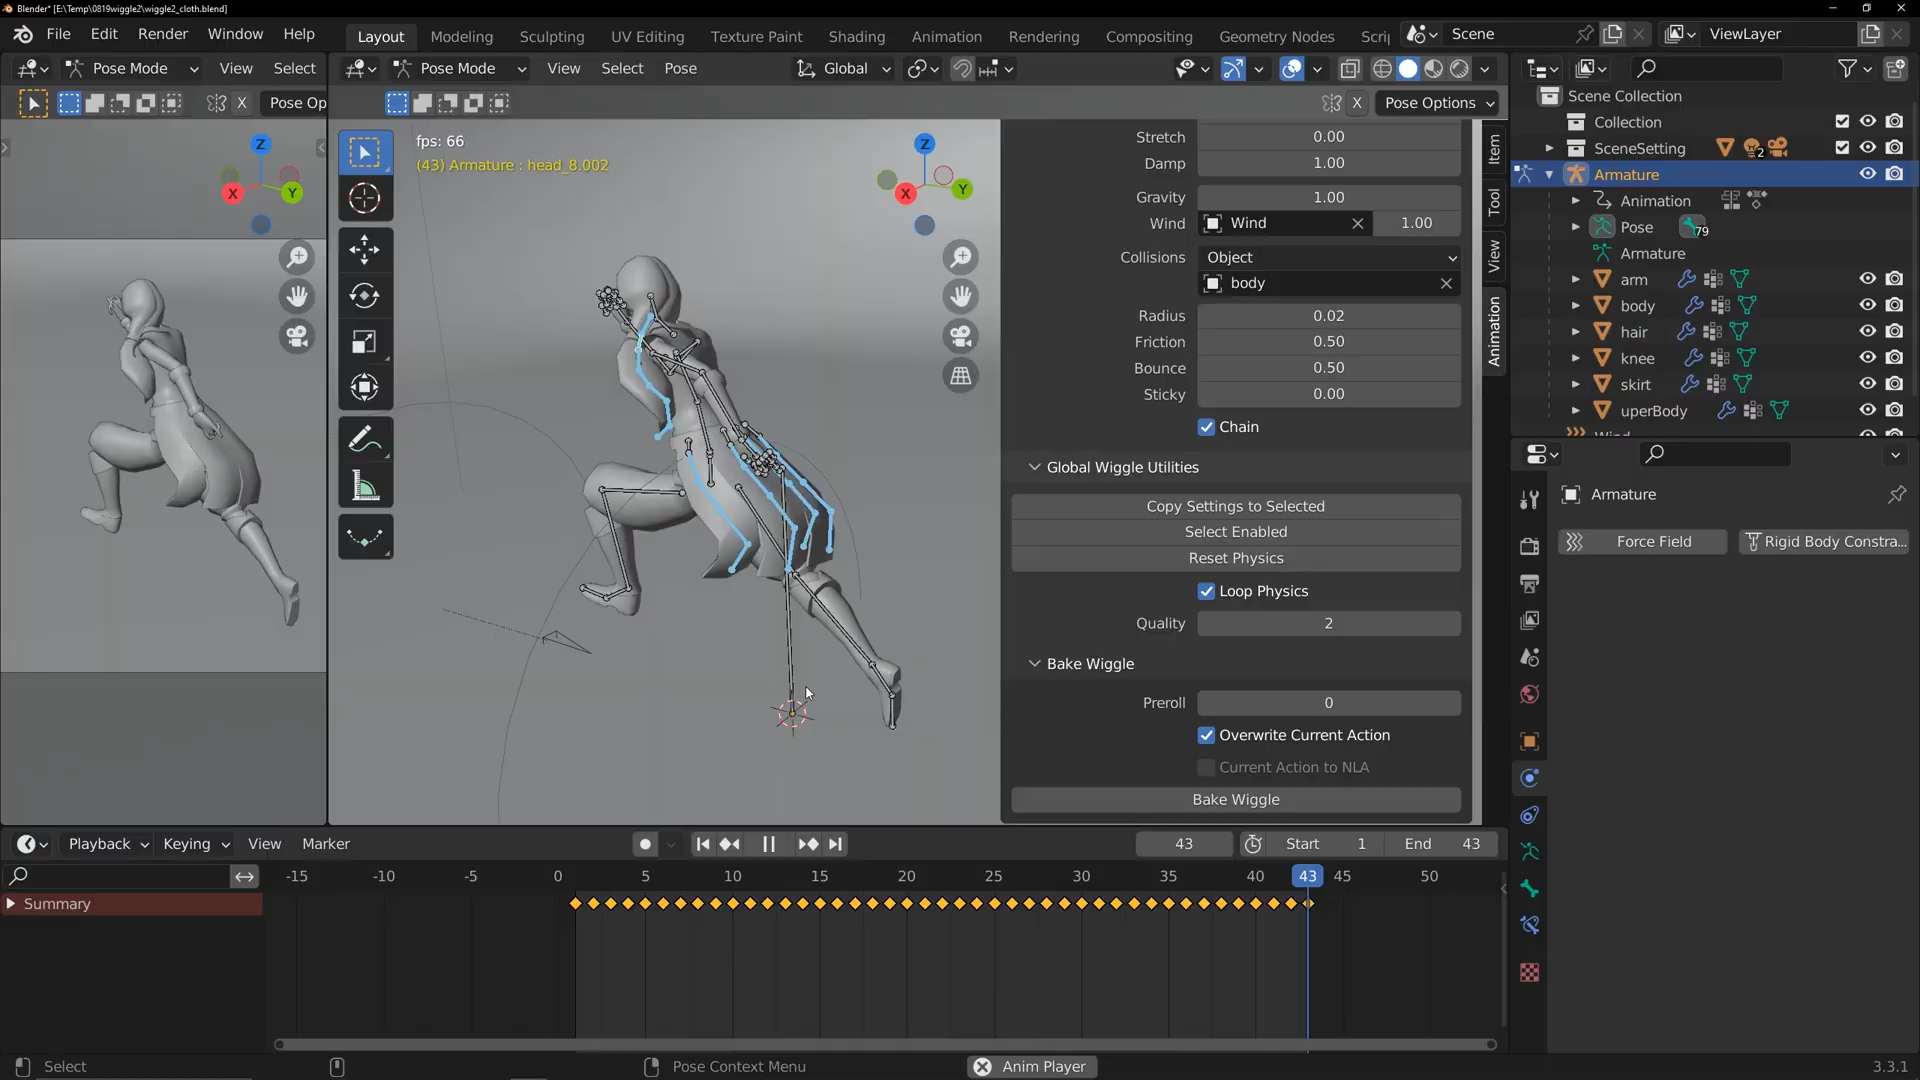 Blender* [E:\Temp\0819wiggle2\wiggle2_cloth.blend]
File Edit Render Window Help
Layout Modeling Sculpting UV Editing Texture Paint Shading Animation Rendering Compositing Geometry Nodes Scrip
Scene
ViewLayer
Pose Mode View Select
Pose Mode View Select Pose
Global
X Pose Op
X Pose Options
fps: 66
(43) Armature : head_8.002
Z
X
Y
Z
X
Y
Stretch 0.00
Damp 1.00
Gravity 1.00
Wind Wind 1.00
Collisions Object
body
Radius 0.02
Friction 0.50
Bounce 0.50
Sticky 0.00
Chain
Global Wiggle Utilities
Copy Settings to Selected
Select Enabled
Reset Physics
Loop Physics
Quality 2
Bake Wiggle
Preroll 0
Overwrite Current Action
Current Action to NLA
Bake Wiggle
Item
Tool
View
Animation
Scene Collection
Collection
SceneSetting 2
Armature
Animation
Pose 79
Armature
arm
body
hair
knee
skirt
uperBody
Wind
Armature
Force Field
Rigid Body Constra...
Playback Keying View Marker
43 Start 1 End 43
-15 -10 -5 0 5 10 15 20 25 30 35 40 43 45 50
Summary
Select
Pose Context Menu
Anim Player
3.3.1